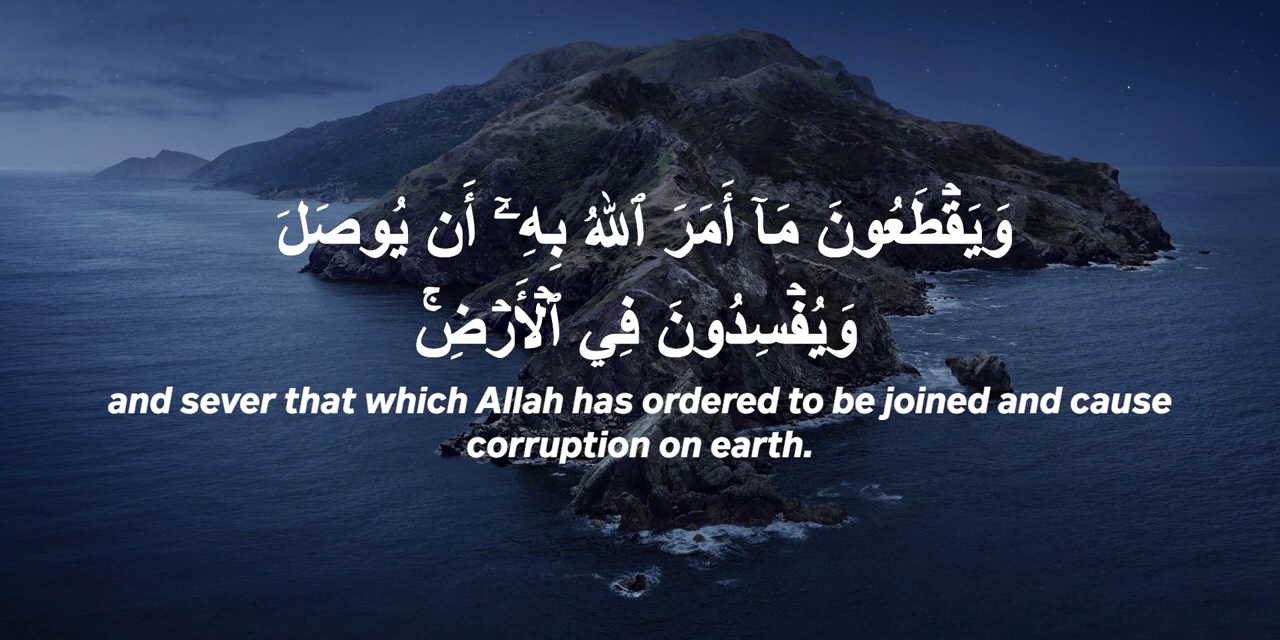 وَيَقۡطَعُونَ مَآ أَمَرَ ٱللَّهُ بِهِۦٓ أَن يُوصَلَ
وَيُفۡسِدُونَ فِي ٱلۡأَرۡضِۚ
and sever that which Allah has ordered to be joined and cause
corruption on earth.